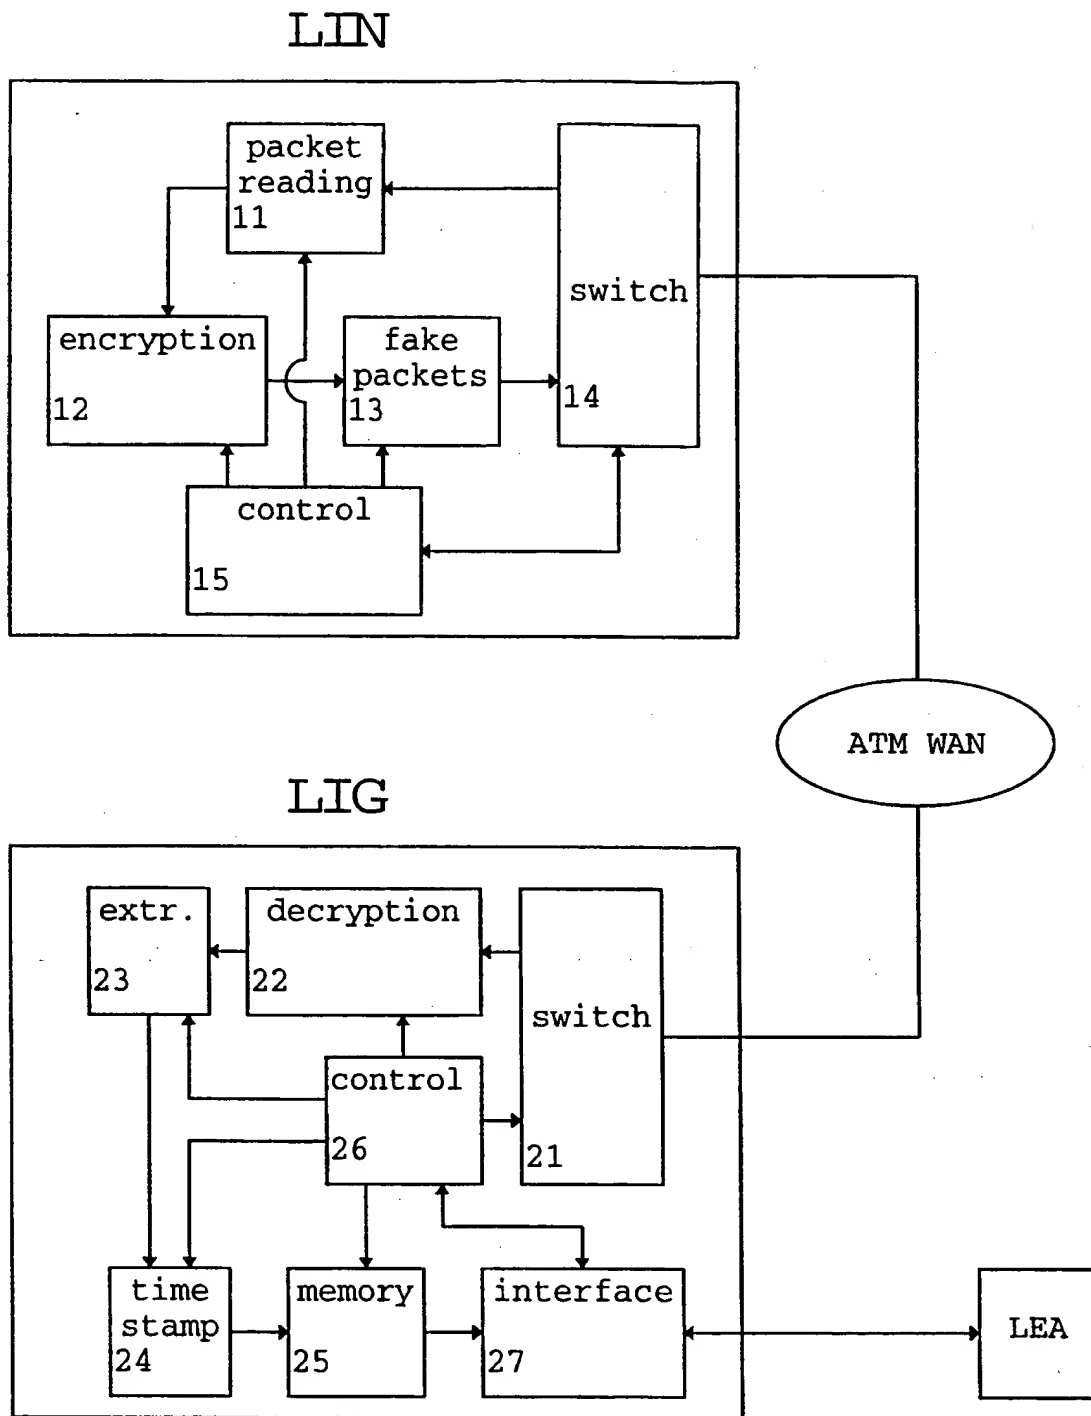 LIN
packet
reading
11
switch
14
encryption
12
fake
packets
13
control
15
ATM WAN
LIG
extr.
23
decryption
22
switch
21
control
26
time
stamp
24
memory
25
interface
27
LEA